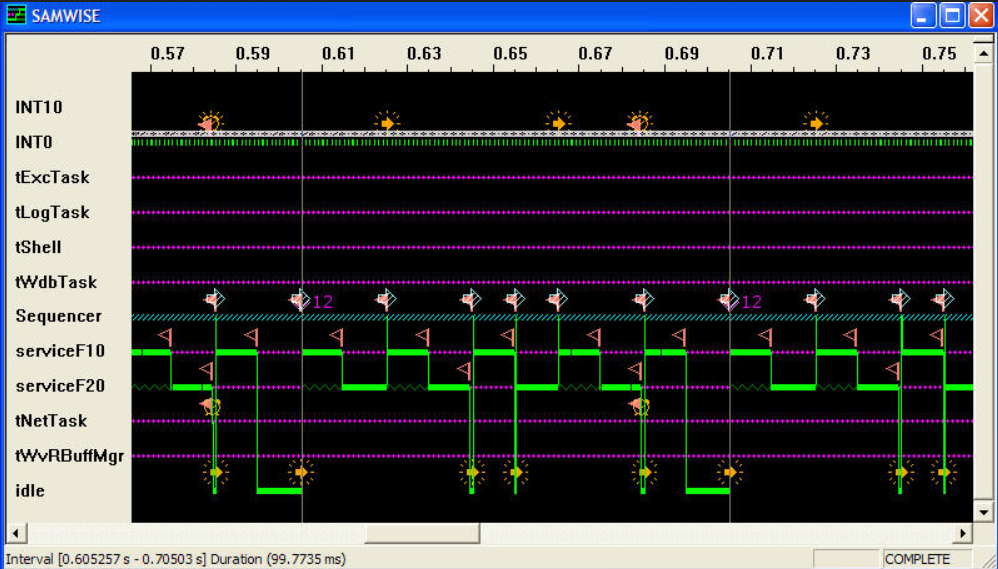 SAMWISE
0.57 0.59 0.61 0.63 0.65 0.67 0.69 0.71 0.73 0.75
INT10
INT0
tExcTask
tLogTask
tShell
tWdbTask
12 12
Sequencer
serviceF10
serviceF20
tNetTask
tWvRBuffMgr
idle
Interval [0.605257 s - 0.70503 s] Duration (99.7735 ms) COMPLETE